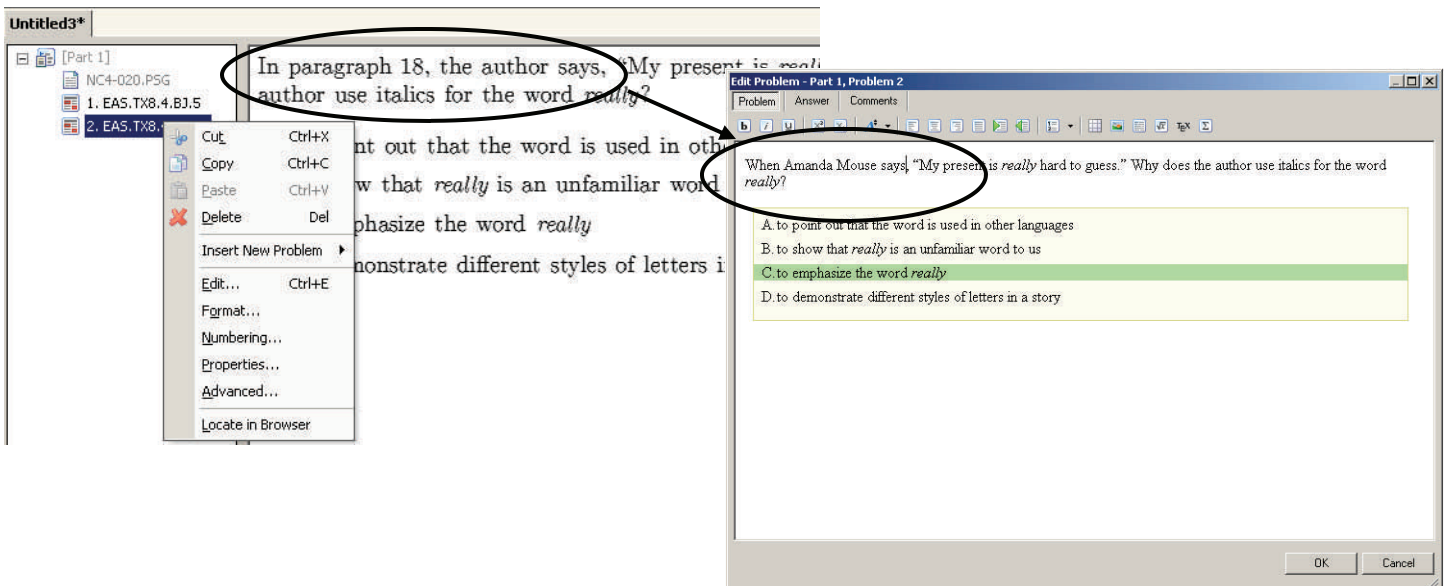 Untitled3*
[Part 1]
NC4-020.PSG
1. EAS.TX8.4.BJ.5
2. EAS.TX8.
In paragraph 18, the author says, “My present is real
author use italics for the word really?
nt out that the word is used in oth
w that really is an unfamiliar word
phasize the word really
nonstrate different styles of letters i
Cut Ctrl+X
Copy Ctrl+C
Paste Ctrl+V
Delete Del
Insert New Problem
Edit... Ctrl+E
Format...
Numbering...
Properties...
Advanced...
Locate in Browser
Edit Problem - Part 1, Problem 2
Problem Answer Comments
b i u x² A TEX Σ
When Amanda Mouse says, “My present is really hard to guess.” Why does the author use italics for the word
really?
A. to point out that the word is used in other languages
B. to show that really is an unfamiliar word to us
C. to emphasize the word really
D. to demonstrate different styles of letters in a story
OK Cancel